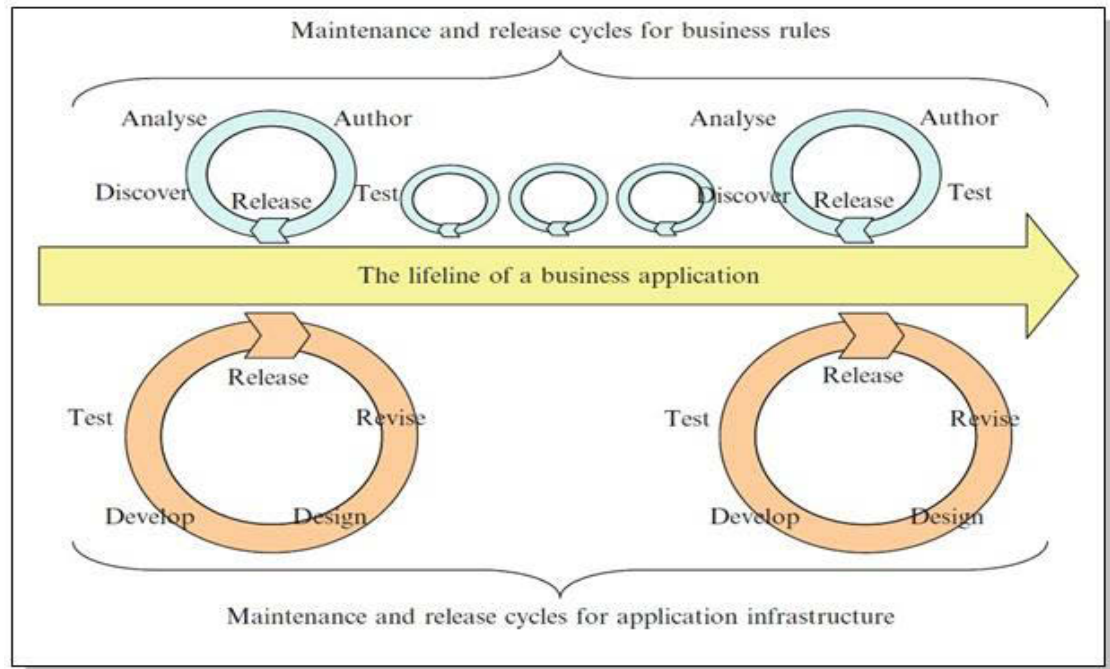 Maintenance and release cycles for business rules
Analyse Author
Discover Release Test
Analyse Author
Discover Release Test
The lifeline of a business application
Release
Test Revise
Develop Design
Release
Test Revise
Develop Design
Maintenance and release cycles for application infrastructure